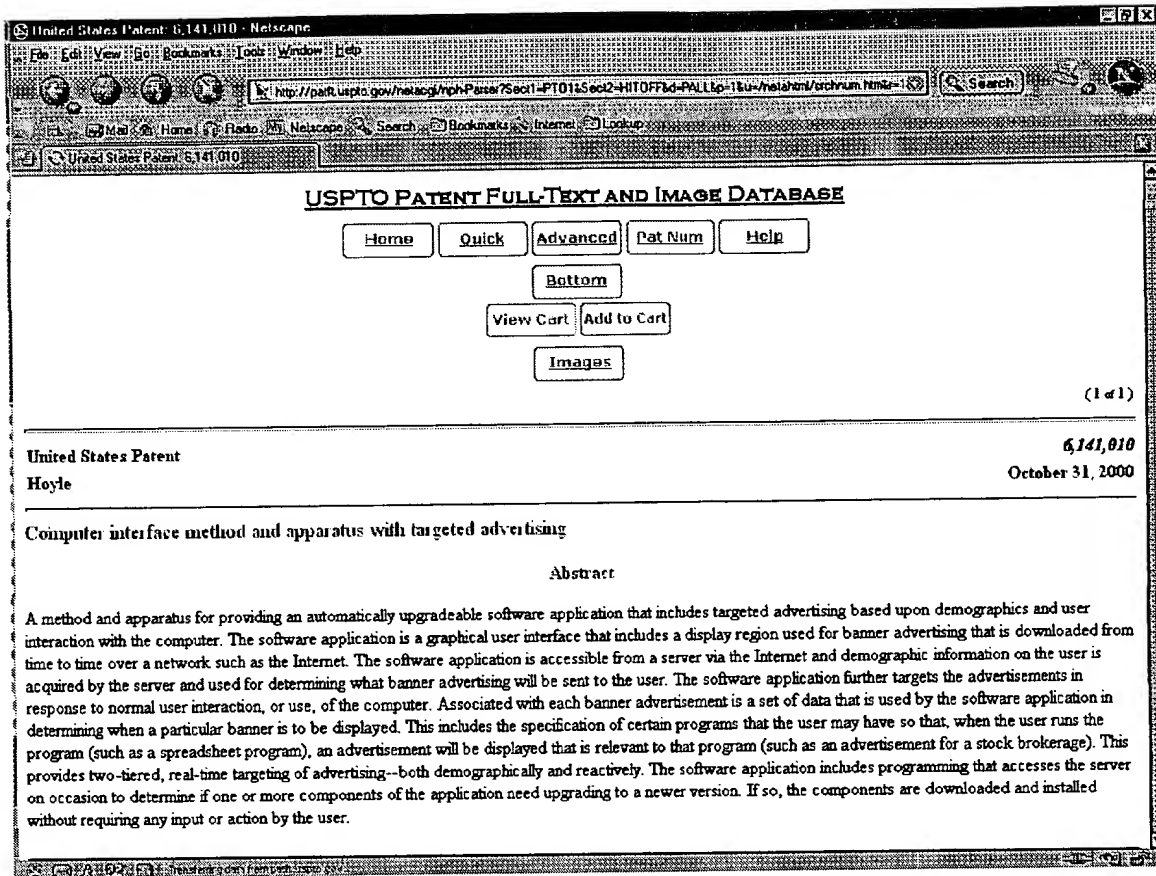 United States Patent: 6,141,010 - Netscape
File Edit View Go Bookmarks Tools Window Help
http://patft.uspto.gov/netacgi/nph-Parser?Sect1=PTO1&Sect2=HITOFF&d=PALL&p=1&u=/netahtml/srchnum.htm&r=1 Search
Mail Home Radio Netscape Search Bookmarks Internet Lookup
United States Patent: 6,141,010
USPTO PATENT FULL-TEXT AND IMAGE DATABASE
Home Quick Advanced Pat Num Help
Bottom
View Cart Add to Cart
Images
(1 of 1)
United States Patent 6,141,010
Hoyle October 31, 2000
Computer interface method and apparatus with targeted advertising
Abstract
A method and apparatus for providing an automatically upgradeable software application that includes targeted advertising based upon demographics and user
interaction with the computer. The software application is a graphical user interface that includes a display region used for banner advertising that is downloaded from
time to time over a network such as the Internet. The software application is accessible from a server via the Internet and demographic information on the user is
acquired by the server and used for determining what banner advertising will be sent to the user. The software application further targets the advertisements in
response to normal user interaction, or use, of the computer. Associated with each banner advertisement is a set of data that is used by the software application in
determining when a particular banner is to be displayed. This includes the specification of certain programs that the user may have so that, when the user runs the
program (such as a spreadsheet program), an advertisement will be displayed that is relevant to that program (such as an advertisement for a stock brokerage). This
provides two-tiered, real-time targeting of advertising--both demographically and reactively. The software application includes programming that accesses the server
on occasion to determine if one or more components of the application need upgrading to a newer version. If so, the components are downloaded and installed
without requiring any input or action by the user.